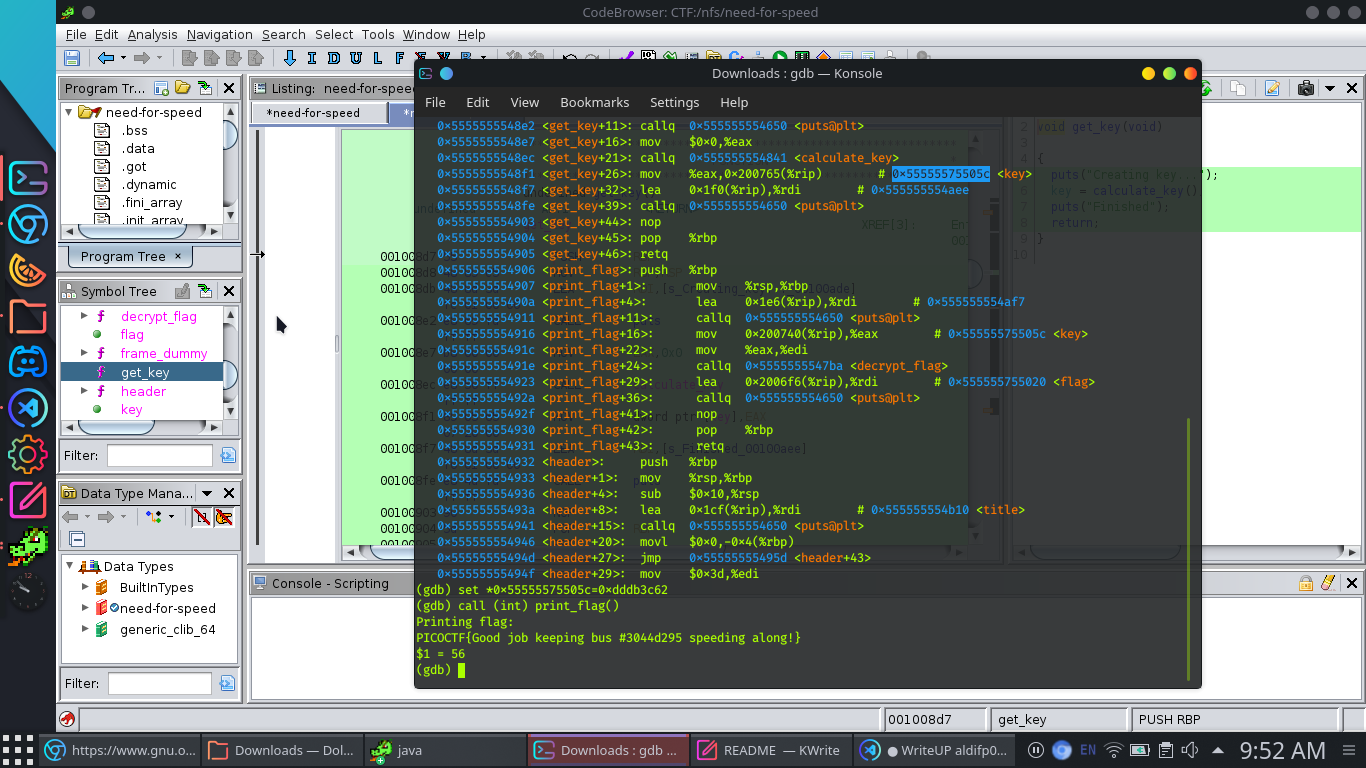 CodeBrowser: CTF:/nfs/need-for-speed
File Edit Analysis Navigation Search Select Tools Window Help
Program Tr...
need-for-speed
.bss
.data
.got
.dynamic
.fini_array
.init_array
Program Tree ×
Symbol Tree
decrypt_flag
flag
frame_dummy
get_key
header
key
Filter:
Data Type Mana...
Data Types
BuiltInTypes
need-for-speed
generic_clib_64
Filter:
Listing: need-for-speed
*need-for-speed
Downloads : gdb — Konsole
File Edit View Bookmarks Settings Help
0x5555555548e2 <get_key+11>: callq 0x555555554650 <puts@plt>
0x5555555548e7 <get_key+16>: mov $0x0,%eax
0x5555555548ec <get_key+21>: callq 0x555555554841 <calculate_key>
0x5555555548f1 <get_key+26>: mov %eax,0x200765(%rip) # 0x55555575505c <key>
0x5555555548f7 <get_key+32>: lea 0x1f0(%rip),%rdi # 0x555555554aee
0x5555555548fe <get_key+39>: callq 0x555555554650 <puts@plt>
0x555555554903 <get_key+44>: nop
0x555555554904 <get_key+45>: pop %rbp
0x555555554905 <get_key+46>: retq
0x555555554906 <print_flag>: push %rbp
0x555555554907 <print_flag+1>: mov %rsp,%rbp
0x55555555490a <print_flag+4>: lea 0x1e6(%rip),%rdi # 0x555555554af7
0x555555554911 <print_flag+11>: callq 0x555555554650 <puts@plt>
0x555555554916 <print_flag+16>: mov 0x200740(%rip),%eax # 0x55555575505c <key>
0x55555555491c <print_flag+22>: mov %eax,%edi
0x55555555491e <print_flag+24>: callq 0x5555555547ba <decrypt_flag>
0x555555554923 <print_flag+29>: lea 0x2006f6(%rip),%rdi # 0x555555755020 <flag>
0x55555555492a <print_flag+36>: callq 0x555555554650 <puts@plt>
0x55555555492f <print_flag+41>: nop
0x555555554930 <print_flag+42>: pop %rbp
0x555555554931 <print_flag+43>: retq
0x555555554932 <header>: push %rbp
0x555555554933 <header+1>: mov %rsp,%rbp
0x555555554936 <header+4>: sub $0x10,%rsp
0x55555555493a <header+8>: lea 0x1cf(%rip),%rdi # 0x555555554b10 <title>
0x555555554941 <header+15>: callq 0x555555554650 <puts@plt>
0x555555554946 <header+20>: movl $0x0,-0x4(%rbp)
0x55555555494d <header+27>: jmp 0x55555555495d <header+43>
0x55555555494f <header+29>: mov $0x3d,%edi
(gdb) set *0x55555575505c=0xdddb3c62
(gdb) call (int) print_flag()
Printing flag:
PICOCTF{Good job keeping bus #3044d295 speeding along!}
$1 = 56
(gdb)
2 void get_key(void)
{
puts("Creating key...");
key = calculate_key()
puts("Finished");
return;
9 }
10
Console - Scripting
001008d7
get_key
PUSH RBP
https://www.gnu.o...
Downloads — Dol...
java
Downloads : gdb ...
README — KWrite
● WriteUP aldifp0...
EN
9:52 AM